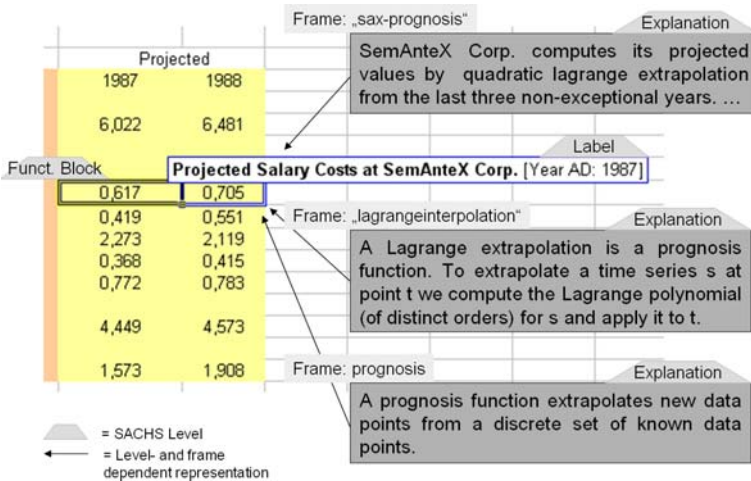 Frame: „sax-prognosis“
Explanation
SemAnteX Corp. computes its projected
values by quadratic lagrange extrapolation
from the last three non-exceptional years. …
Projected
1987 1988
6,022 6,481
Label
Funct. Block
Projected Salary Costs at SemAnteX Corp. [Year AD: 1987]
0,617 0,705
0,419 0,551
2,273 2,119
0,368 0,415
0,772 0,783
4,449 4,573
1,573 1,908
Frame: „lagrangeinterpolation“
Explanation
A Lagrange extrapolation is a prognosis
function. To extrapolate a time series s at
point t we compute the Lagrange polynomial
(of distinct orders) for s and apply it to t.
Frame: prognosis
Explanation
A prognosis function extrapolates new data
points from a discrete set of known data
points.
= SACHS Level
= Level- and frame
dependent representation